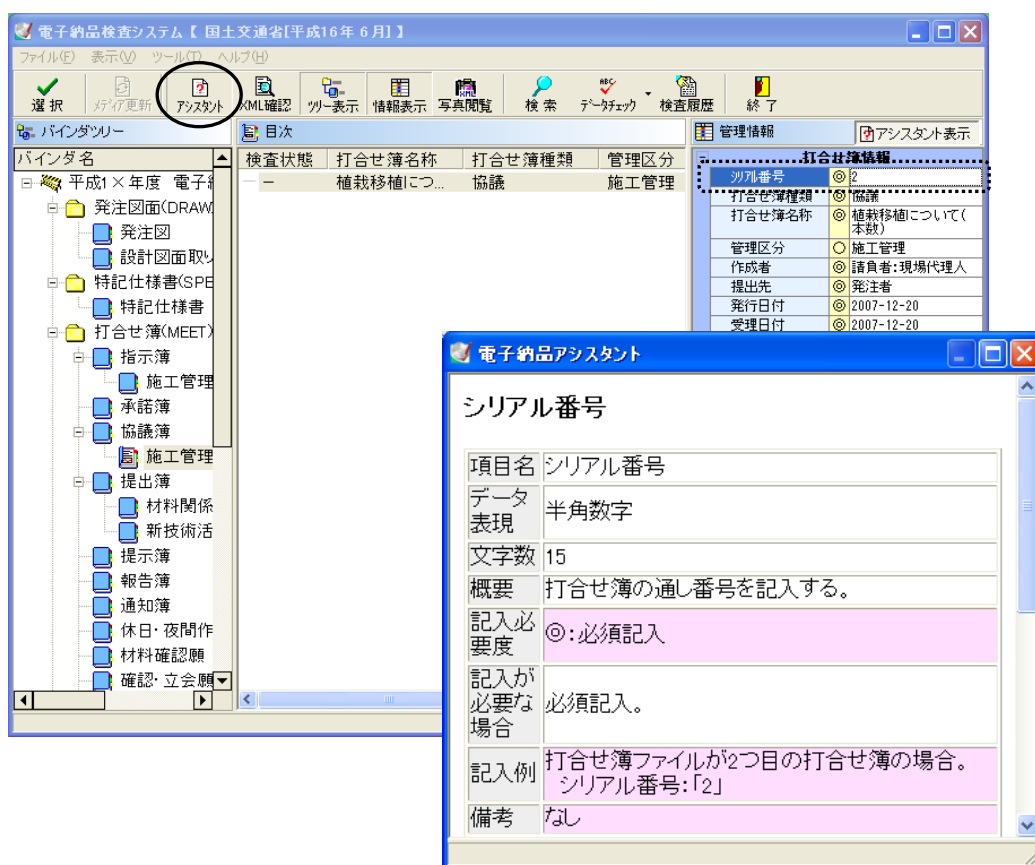 電子納品検査システム【 国土交通省[平成16年 6月] 】
ファイル(F) 表示(V) ツール(T) ヘルプ(H)
選択 メディア更新 アシスタント XML確認 ツリー表示 情報表示 写真閲覧 検 索 データチェック 検査履歴 終 了
バインダツリー
バインダ名
平成1×年度 電子
発注図面(DRAW
発注図
設計図面取
特記仕様書(SPE
特記仕様書
打合せ簿(MEET)
指示簿
施工管理
承諾簿
協議簿
施工管理
提出簿
材料関係
新技術活
提示簿
報告簿
通知簿
休日・夜間作
材料確認願
確認・立会願
目次
検査状態 打合せ簿名称 打合せ簿種類 管理区分
− 植栽移植につ... 協議 施工管理
管理情報 アシスタント表示
打合せ簿情報
シリアル番号 ◎ 2
打合せ簿種類 ◎ 協議
打合せ簿名称 ◎ 植栽移植について(
本数)
管理区分 ○ 施工管理
作成者 ◎ 請負者:現場代理人
提出先 ◎ 発注者
発行日付 ◎ 2007-12-20
受理日付 ◎ 2007-12-20
電子納品アシスタント
シリアル番号
項目名 シリアル番号
データ
表現 半角数字
文字数 15
概要 打合せ簿の通し番号を記入する。
記入必
要度 ◎:必須記入
記入が
必要な
場合 必須記入。
記入例 打合せ簿ファイルが2つ目の打合せ簿の場合。
シリアル番号:「2」
備考 なし